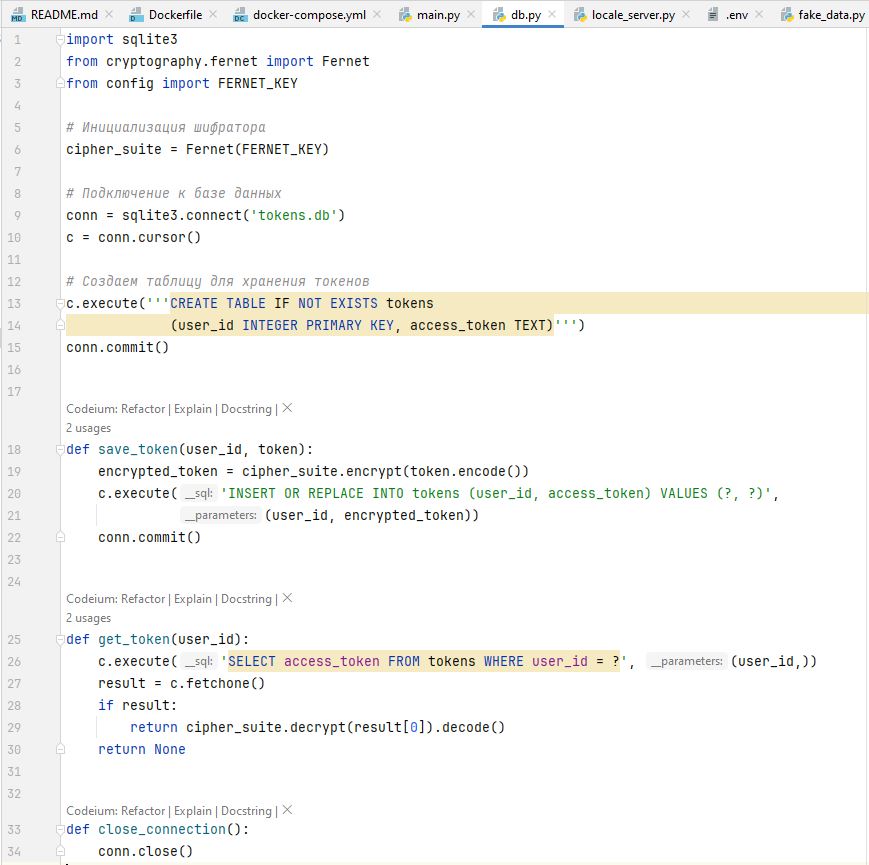 README.md Dockerfile docker-compose.yml main.py db.py locale_server.py .env fake_data.py
1 import sqlite3
2 from cryptography.fernet import Fernet
3 from config import FERNET_KEY
4
5 # Инициализация шифратора
6 cipher_suite = Fernet(FERNET_KEY)
7
8 # Подключение к базе данных
9 conn = sqlite3.connect('tokens.db')
10 c = conn.cursor()
11
12 # Создаем таблицу для хранения токенов
13 c.execute('''CREATE TABLE IF NOT EXISTS tokens
14 (user_id INTEGER PRIMARY KEY, access_token TEXT)''')
15 conn.commit()
16
17
Codeium: Refactor | Explain | Docstring | ×
2 usages
18 def save_token(user_id, token):
19 encrypted_token = cipher_suite.encrypt(token.encode())
20 c.execute( __sql: 'INSERT OR REPLACE INTO tokens (user_id, access_token) VALUES (?, ?)',
21 __parameters: (user_id, encrypted_token))
22 conn.commit()
23
24
Codeium: Refactor | Explain | Docstring | ×
2 usages
25 def get_token(user_id):
26 c.execute( __sql: 'SELECT access_token FROM tokens WHERE user_id = ?', __parameters: (user_id,))
27 result = c.fetchone()
28 if result:
29 return cipher_suite.decrypt(result[0]).decode()
30 return None
31
32
Codeium: Refactor | Explain | Docstring | ×
33 def close_connection():
34 conn.close()